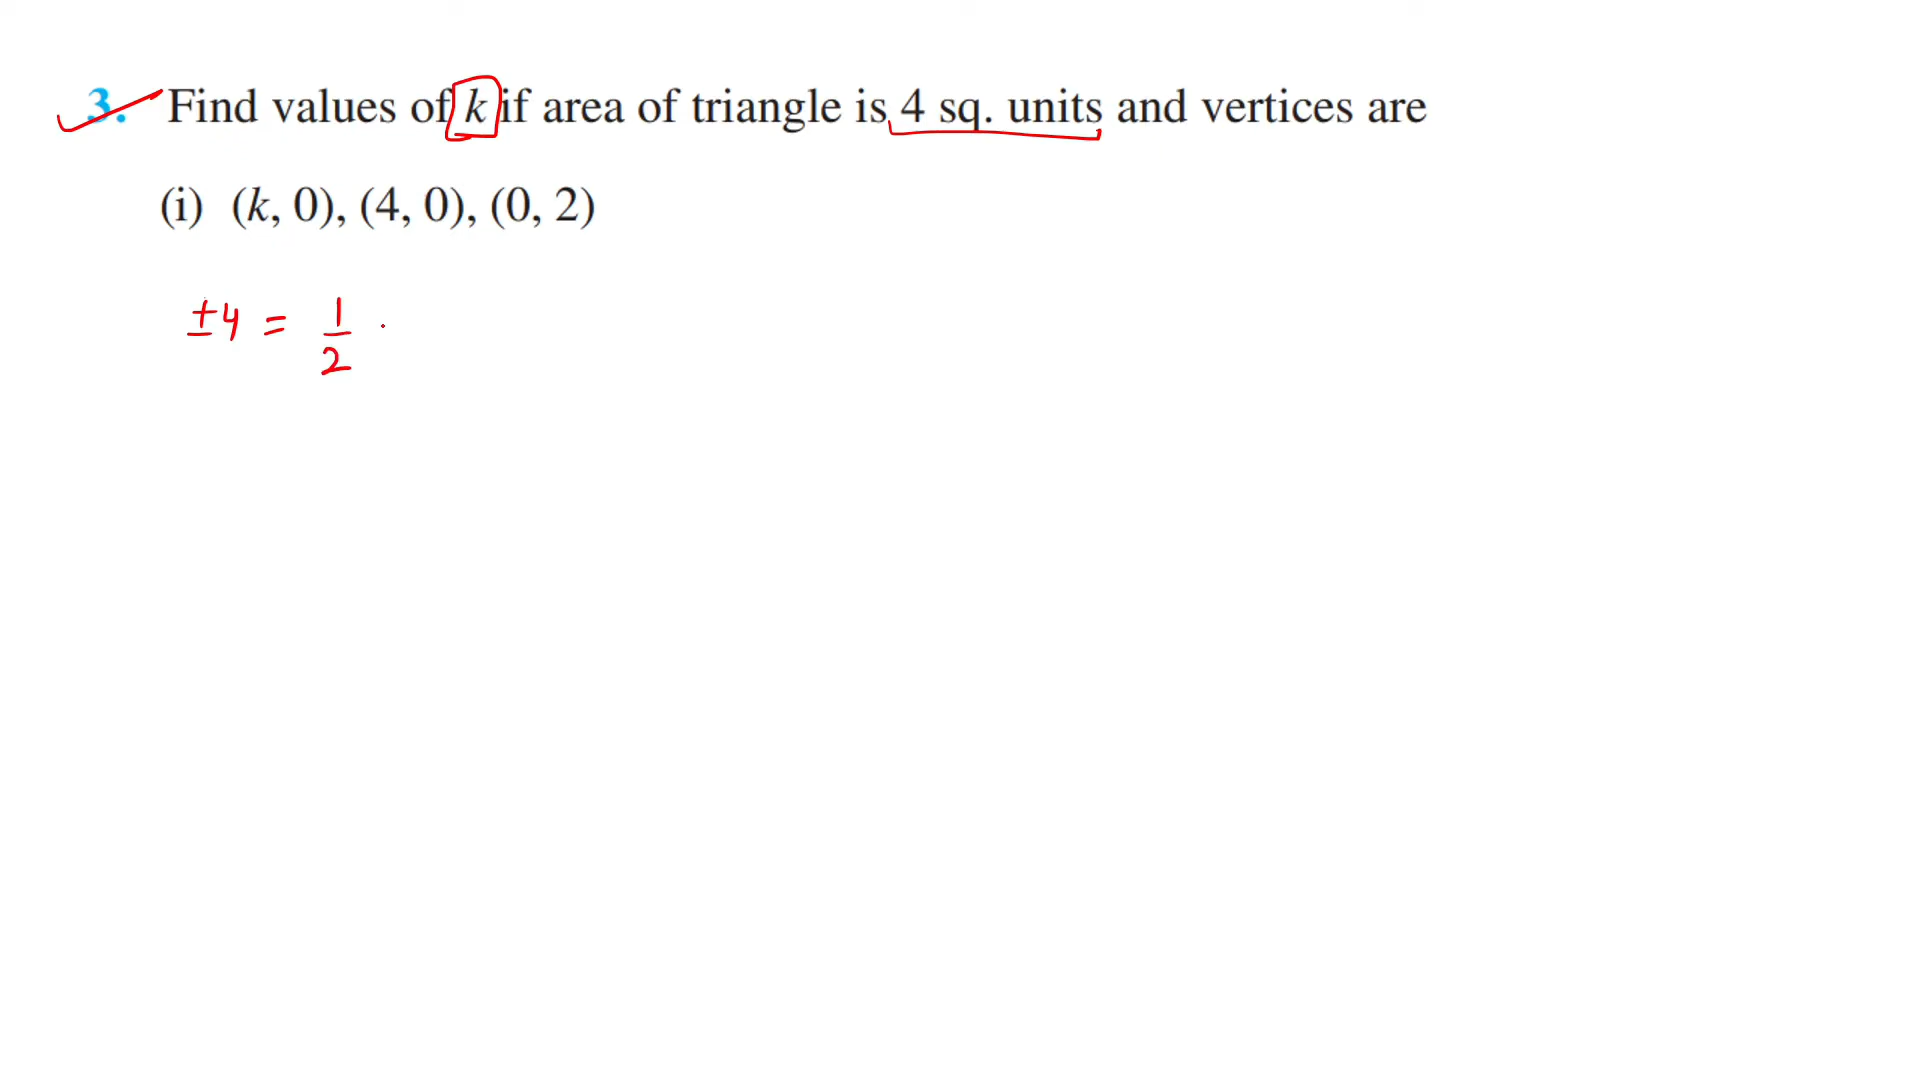 3. Find values of k if area of triangle is 4 sq. units and vertices are
(i) (k, 0), (4, 0), (0, 2)
±4 = 1/2